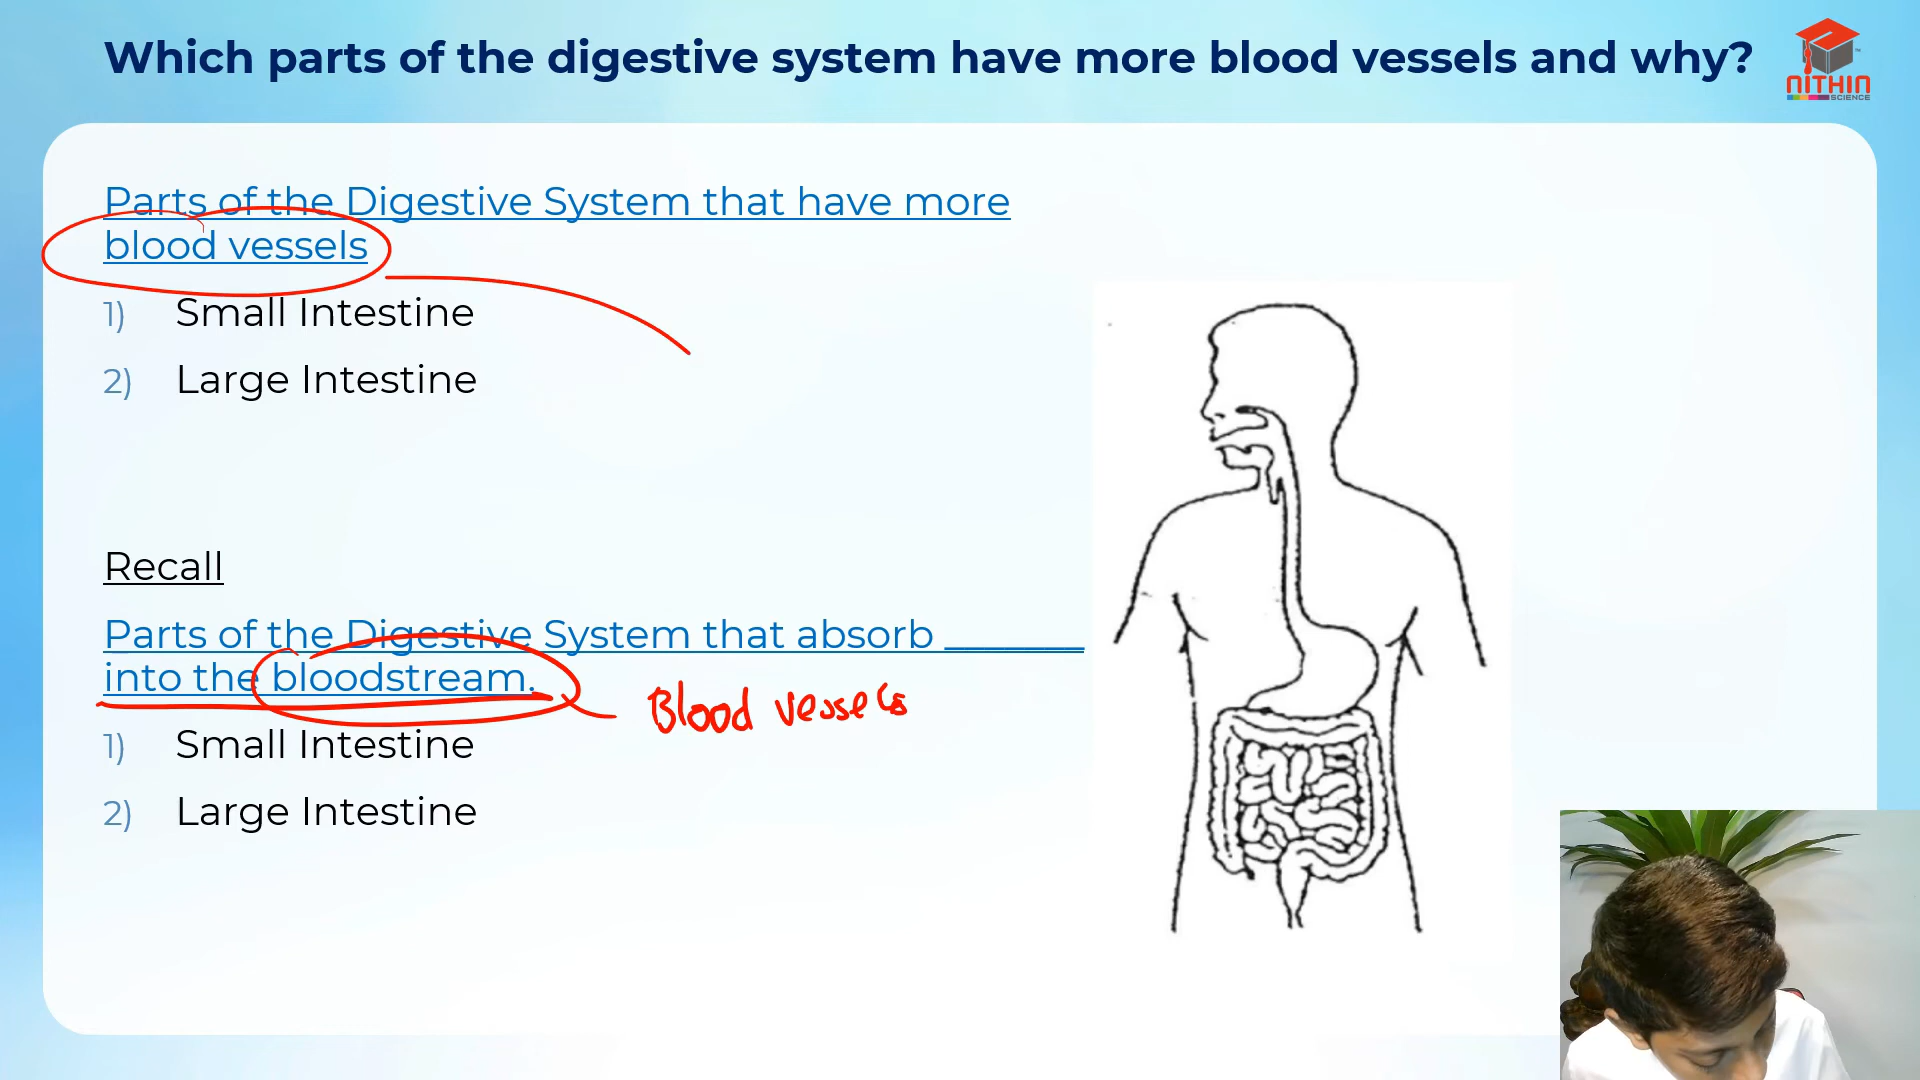 Which parts of the digestive system have more blood vessels and why?
NITHIN
SCIENCE
Parts of the Digestive System that have more
blood vessels
1) Small Intestine
2) Large Intestine
Recall
Parts of the Digestive System that absorb _______
into the bloodstream.
Blood vessels
1) Small Intestine
2) Large Intestine